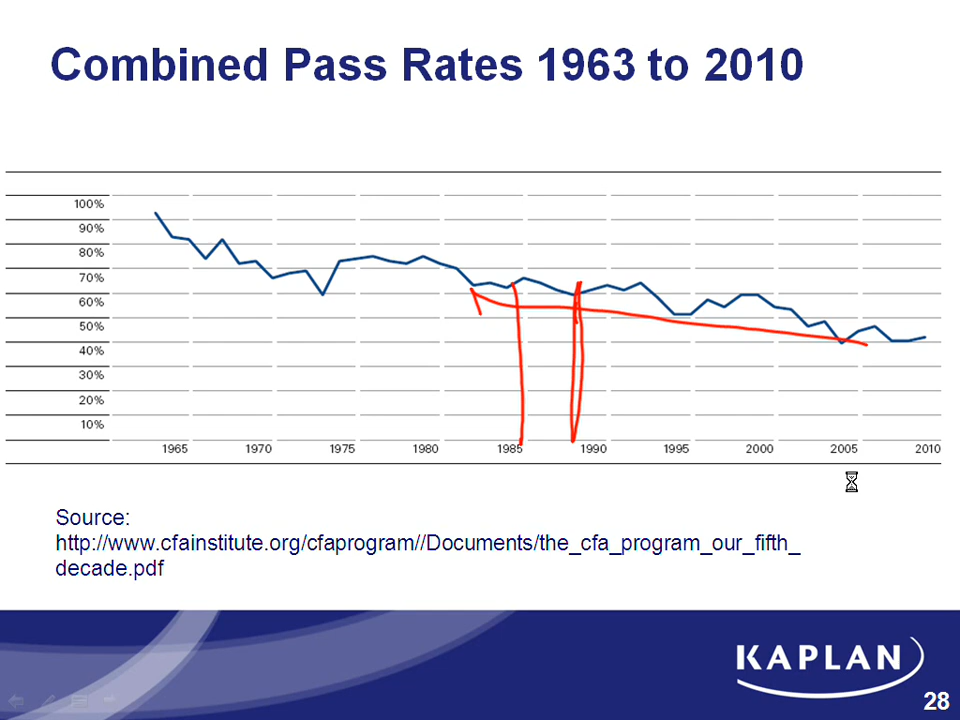 Combined Pass Rates 1963 to 2010
100%
90%
80%
70%
60%
50%
40%
30%
20%
10%
1965 1970 1975 1980 1985 1990 1995 2000 2005 2010
Source:
http://www.cfainstitute.org/cfaprogram//Documents/the_cfa_program_our_fifth_
decade.pdf
KAPLAN
28